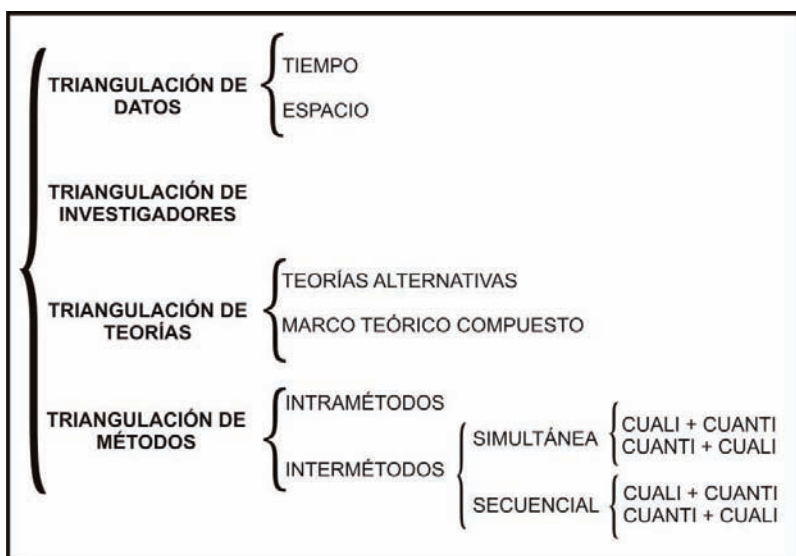 TRIANGULACIÓN DE
DATOS
TIEMPO
ESPACIO
TRIANGULACIÓN DE
INVESTIGADORES
TRIANGULACIÓN DE
TEORÍAS
TEORÍAS ALTERNATIVAS
MARCO TEÓRICO COMPUESTO
TRIANGULACIÓN DE
MÉTODOS
INTRAMÉTODOS
INTERMÉTODOS
SIMULTÁNEA
CUALI + CUANTI
CUANTI + CUALI
SECUENCIAL
CUALI + CUANTI
CUANTI + CUALI